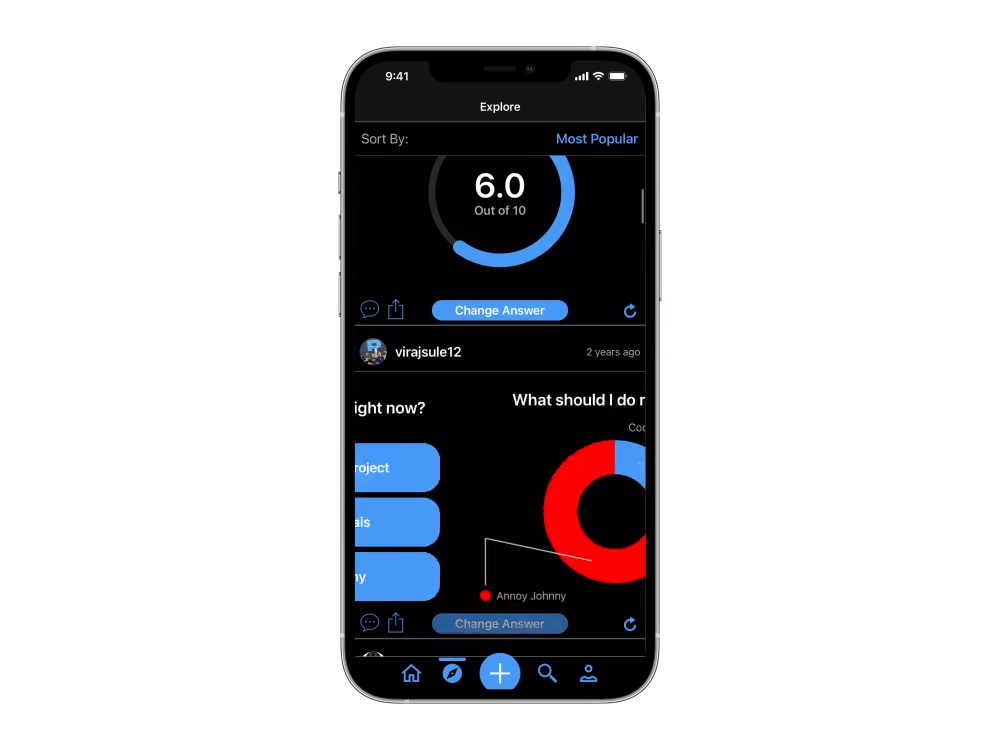 9:41
Explore
Sort By:
Most Popular
6.0
Out of 10
Change Answer
virajsule12
2 years ago
ight now?
What should I do r
Coo
roject
als
ny
Annoy Johnny
Change Answer